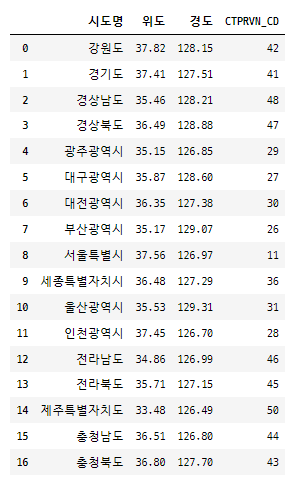 시도명 위도 경도 CTPRVN_CD
0 강원도 37.82 128.15 42
1 경기도 37.41 127.51 41
2 경상남도 35.46 128.21 48
3 경상북도 36.49 128.88 47
4 광주광역시 35.15 126.85 29
5 대구광역시 35.87 128.60 27
6 대전광역시 36.35 127.38 30
7 부산광역시 35.17 129.07 26
8 서울특별시 37.56 126.97 11
9 세종특별자치시 36.48 127.29 36
10 울산광역시 35.53 129.31 31
11 인천광역시 37.45 126.70 28
12 전라남도 34.86 126.99 46
13 전라북도 35.71 127.15 45
14 제주특별자치도 33.48 126.49 50
15 충청남도 36.51 126.80 44
16 충청북도 36.80 127.70 43